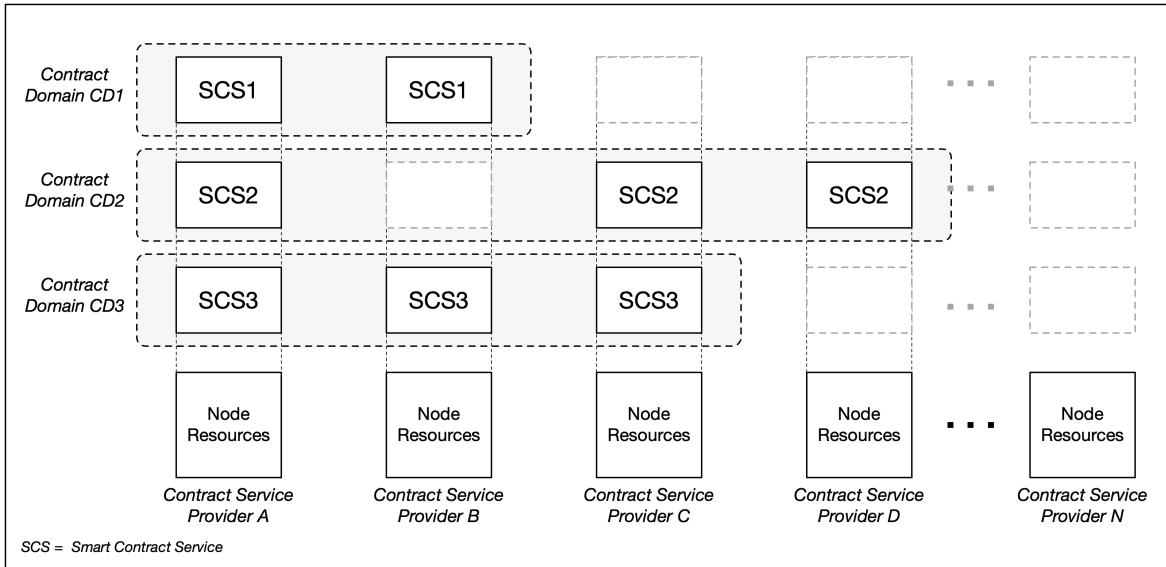 Contract
Domain CD1
SCS1
SCS1
Contract
Domain CD2
SCS2
SCS2
SCS2
Contract
Domain CD3
SCS3
SCS3
SCS3
Node
Resources
Node
Resources
Node
Resources
Node
Resources
Node
Resources
Contract Service
Provider A
Contract Service
Provider B
Contract Service
Provider C
Contract Service
Provider D
Contract Service
Provider N
SCS = Smart Contract Service